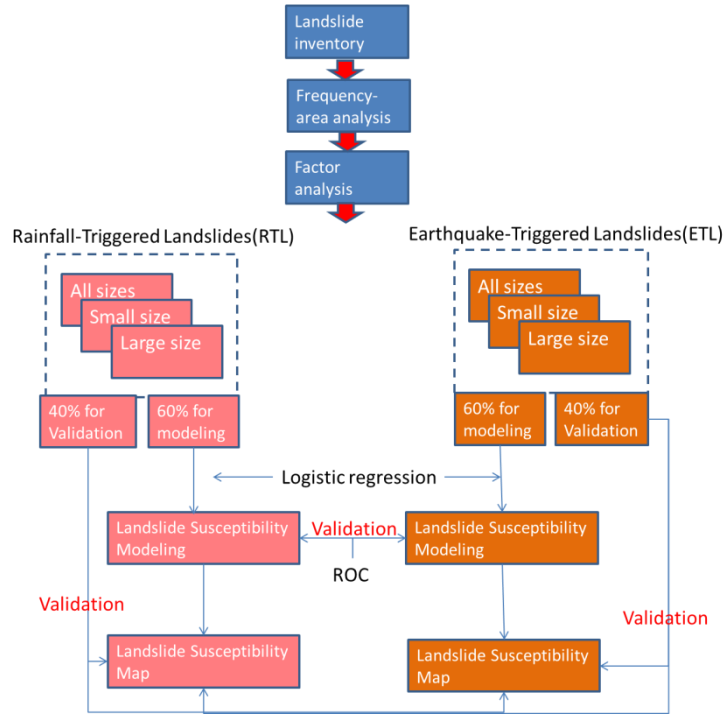 Landslide
inventory
Frequency-
area analysis
Factor
analysis
Rainfall-Triggered Landslides(RTL)
Earthquake-Triggered Landslides(ETL)
All sizes
Small size
Large size
All sizes
Small size
Large size
40% for
Validation
60% for
modeling
60% for
modeling
40% for
Validation
Logistic regression
Landslide Susceptibility
Modeling
Validation
Landslide Susceptibility
Modeling
ROC
Validation
Validation
Landslide Susceptibility
Map
Landslide Susceptibility
Map